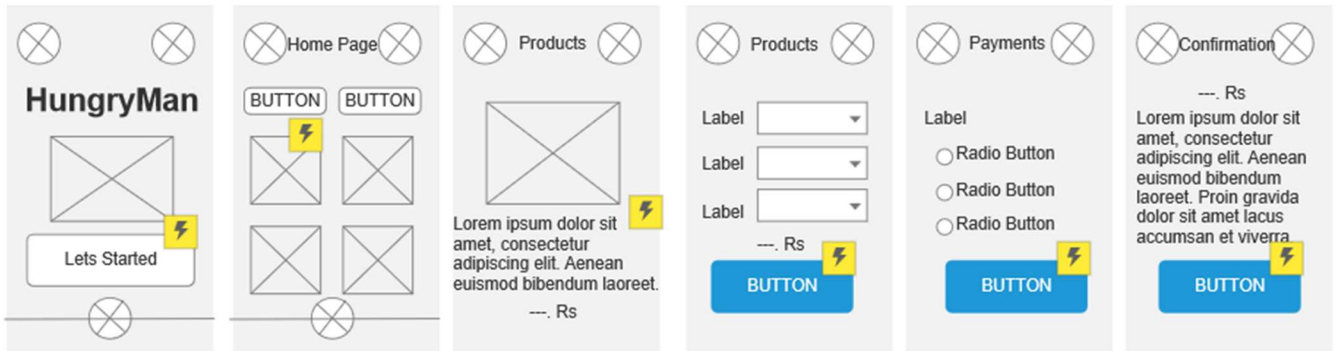 HungryMan
Lets Started
Home Page
BUTTON
BUTTON
Products
Lorem ipsum dolor sit
amet, consectetur
adipiscing elit. Aenean
euismod bibendum laoreet.
---. Rs
Products
Label
Label
Label
---. Rs
BUTTON
Payments
Label
Radio Button
Radio Button
Radio Button
BUTTON
Confirmation
---. Rs
Lorem ipsum dolor sit
amet, consectetur
adipiscing elit. Aenean
euismod bibendum
laoreet. Proin gravida
dolor sit amet lacus
accumsan et viverra
BUTTON